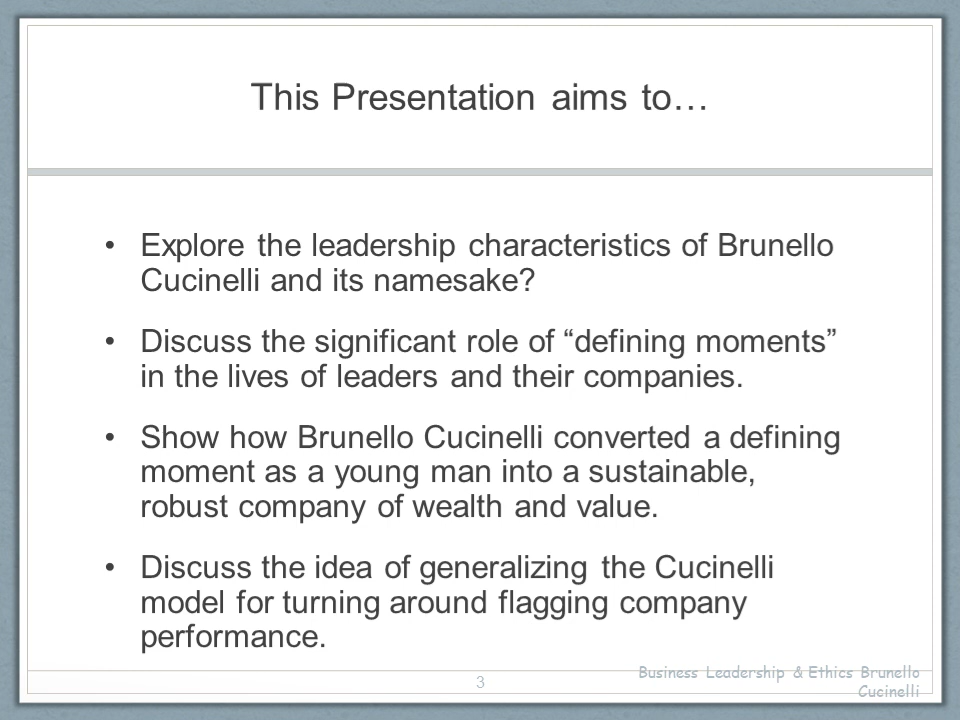 This Presentation aims to…
• Explore the leadership characteristics of Brunello
Cucinelli and its namesake?
• Discuss the significant role of “defining moments”
in the lives of leaders and their companies.
• Show how Brunello Cucinelli converted a defining
moment as a young man into a sustainable,
robust company of wealth and value.
• Discuss the idea of generalizing the Cucinelli
model for turning around flagging company
performance.
3
Business Leadership & Ethics Brunello
Cucinelli